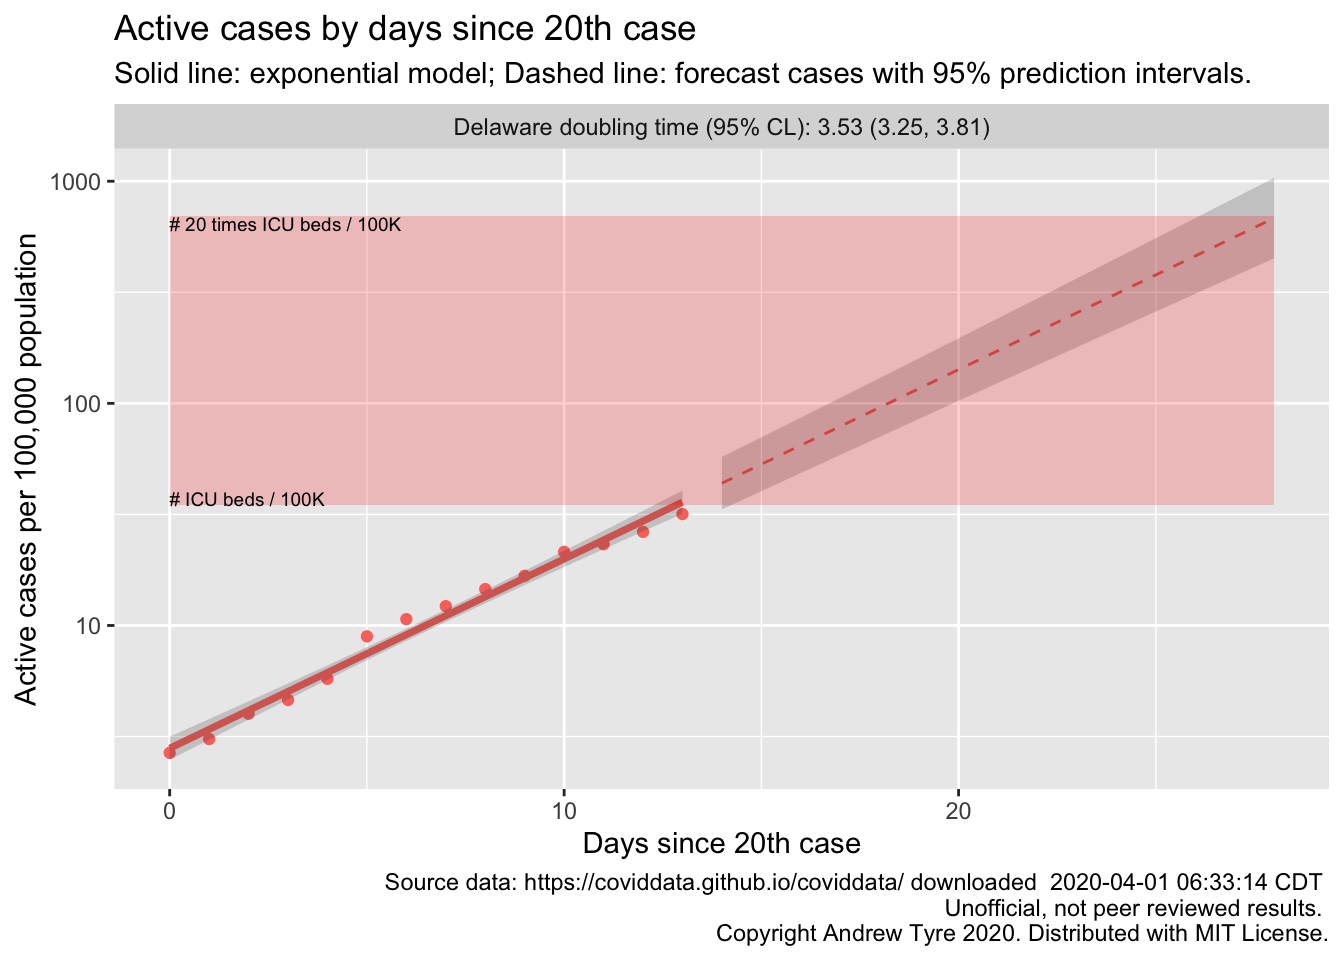 Active cases by days since 20th case
Solid line: exponential model; Dashed line: forecast cases with 95% prediction intervals.
Delaware doubling time (95% CL): 3.53 (3.25, 3.81)
Active cases per 100,000 population
1000
100
10
# 20 times ICU beds / 100K
# ICU beds / 100K
0
10
20
Days since 20th case
Source data: https://coviddata.github.io/coviddata/ downloaded  2020-04-01 06:33:14 CDT
Unofficial, not peer reviewed results.
Copyright Andrew Tyre 2020. Distributed with MIT License.